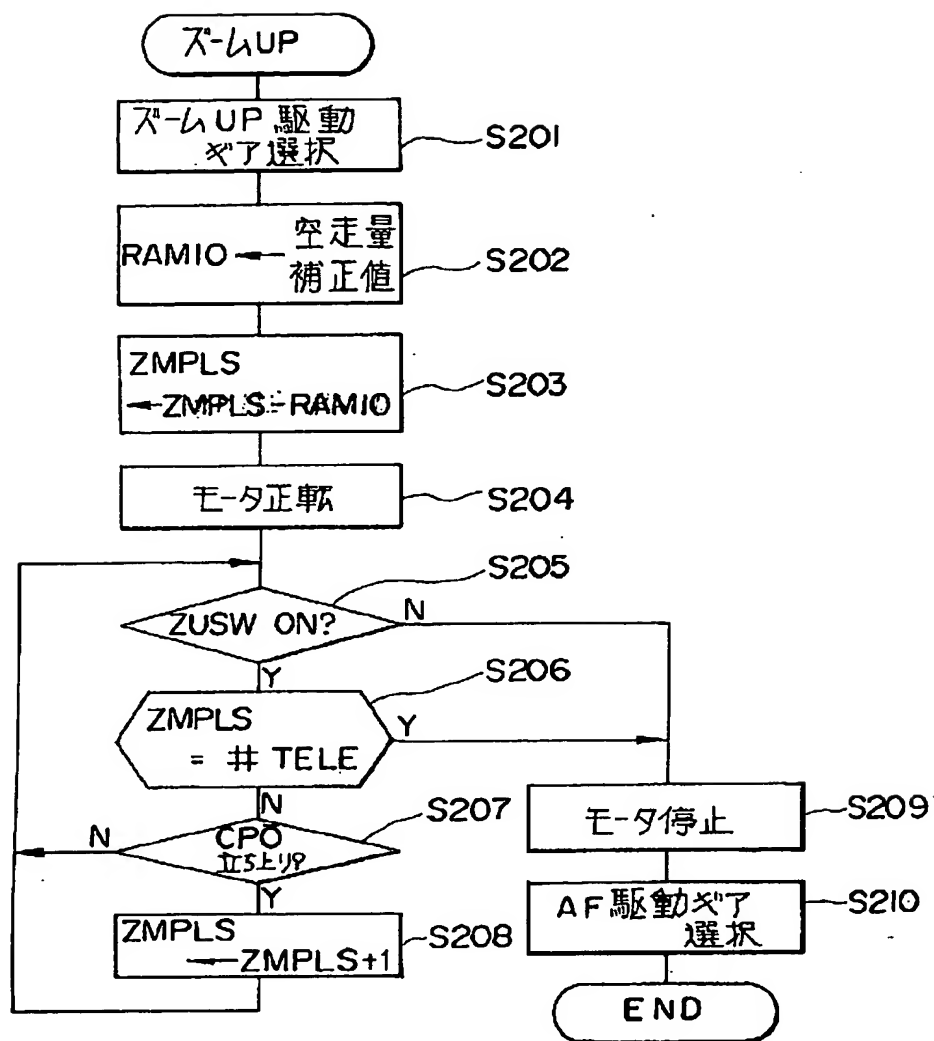 ズームUP
ズームUP 駆動
ギア選択
S201
RAM10 ← 空走量
補正値
S202
ZMPLS
←ZMPLS-RAM10
S203
モータ正転
S204
S205
ZUSW ON?
N
Y
S206
ZMPLS
= # TELE
Y
N
S207
CPO
立ち上り?
N
Y
ZMPLS
←ZMPLS+1
S208
モータ停止
S209
AF駆動ギア
選択
S210
END